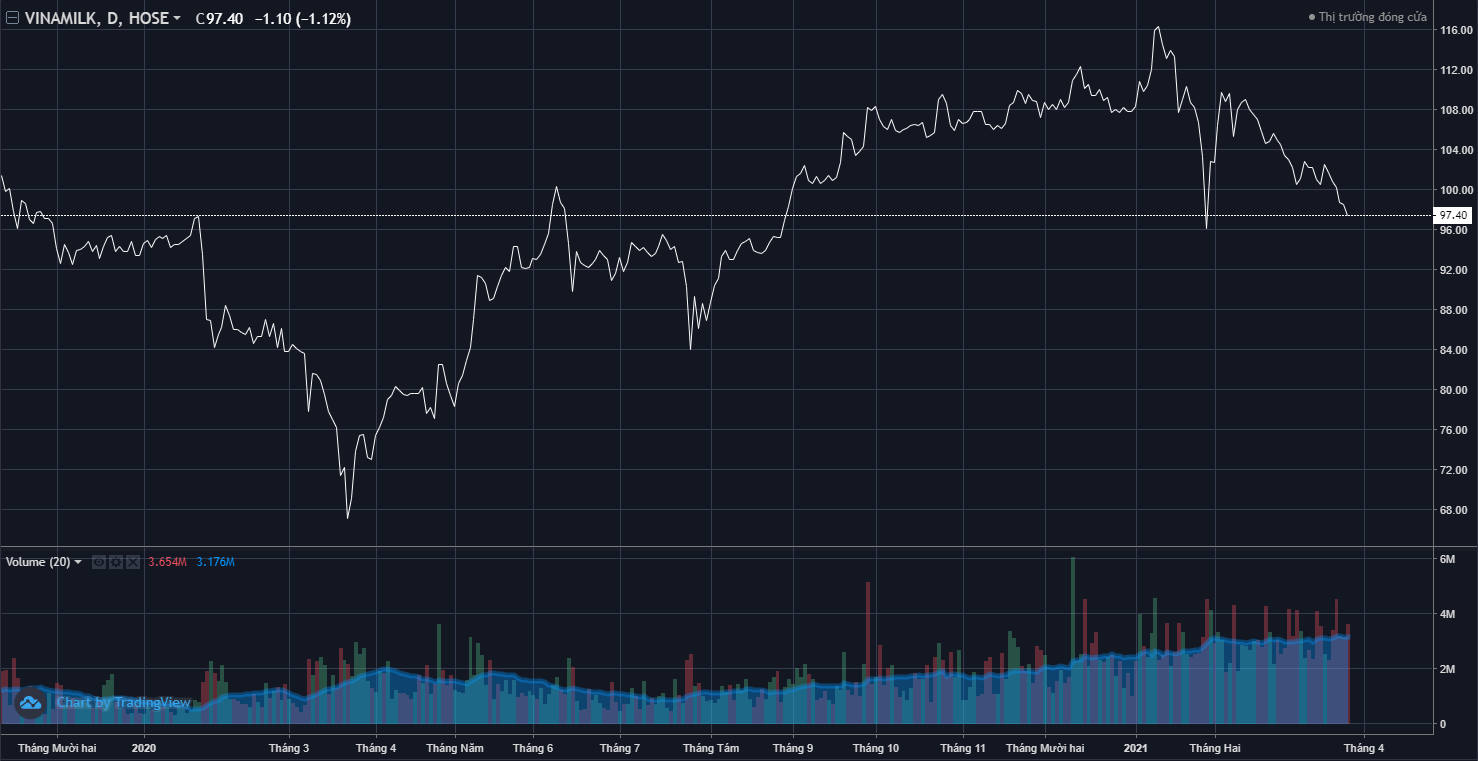 VINAMILK, D, HOSE C97.40 −1.10 (−1.12%)
Thị trường đóng cửa
116.00
112.00
108.00
104.00
100.00
97.40
96.00
92.00
88.00
84.00
80.00
76.00
72.00
68.00
Volume (20) 3.654M 3.176M
6M
4M
2M
0
Chart by TradingView
Tháng Mười hai 2020 Tháng 3 Tháng 4 Tháng Năm Tháng 6 Tháng 7 Tháng Tám Tháng 9 Tháng 10 Tháng 11 Tháng Mười hai 2021 Tháng Hai Tháng 4